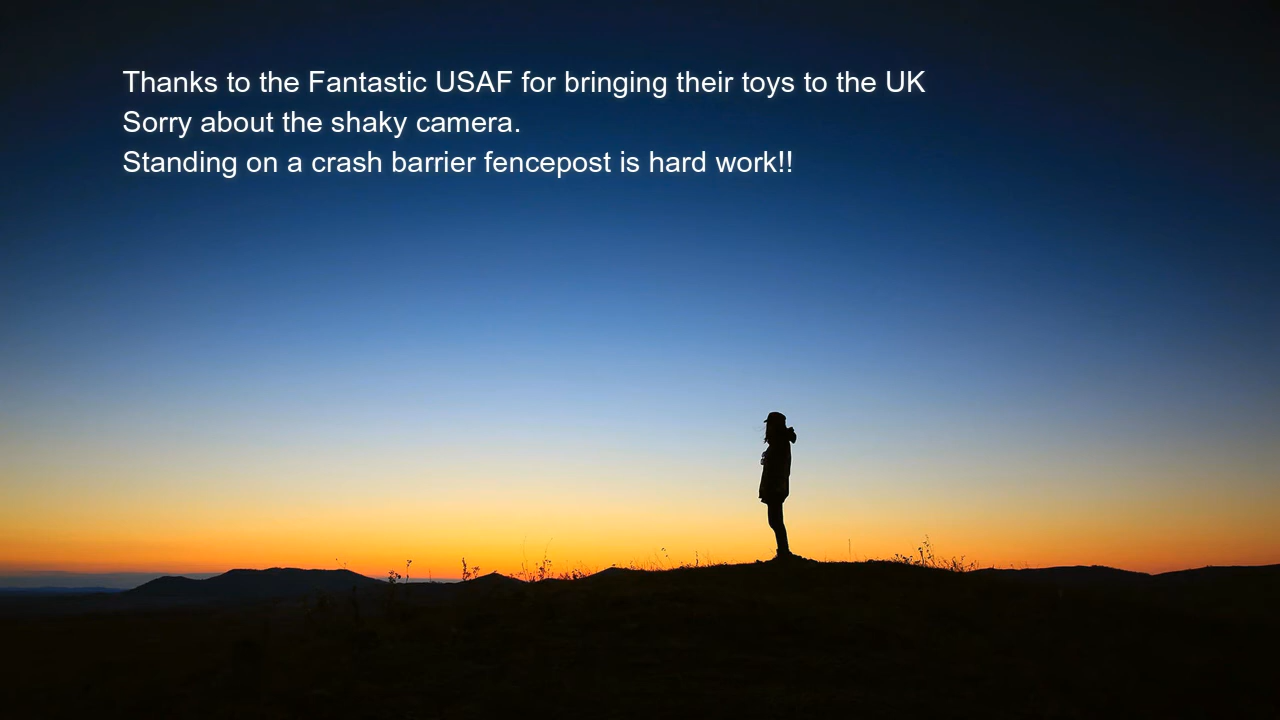 Thanks to the Fantastic USAF for bringing their toys to the UK
Sorry about the shaky camera.
Standing on a crash barrier fencepost is hard work!!